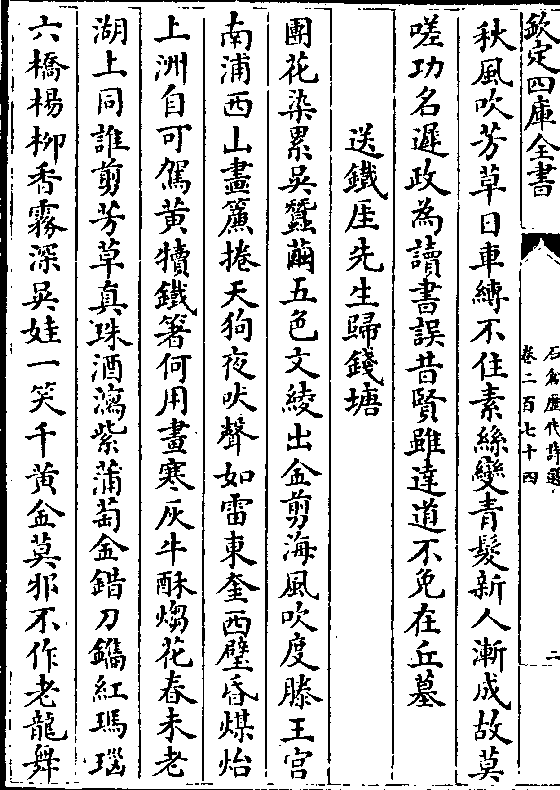 欽定四庫全書
石倉歷代詩選
卷二百七十四
二
秋風吹芳草日車縛不住素絲變青髮新人漸成故莫
嗟功名遲政為讀書誤昔賢雖達道不免在丘墓
送鐵厓先生歸錢塘
團花染累吳蠶繭五色文綾出金剪海風吹度滕王宮
南浦西山畫簾捲天狗夜吠聲如雷東奎西璧昏煤炲
上洲自可駕黃犢鐵箸何用畫寒灰牛酥煼花春未老
湖上同誰剪芳草真珠酒瀉紫蒲萄金錯刀鐫紅瑪瑙
六橋楊柳香霧深吳娃一笑千黃金莫邪不作老龍舞